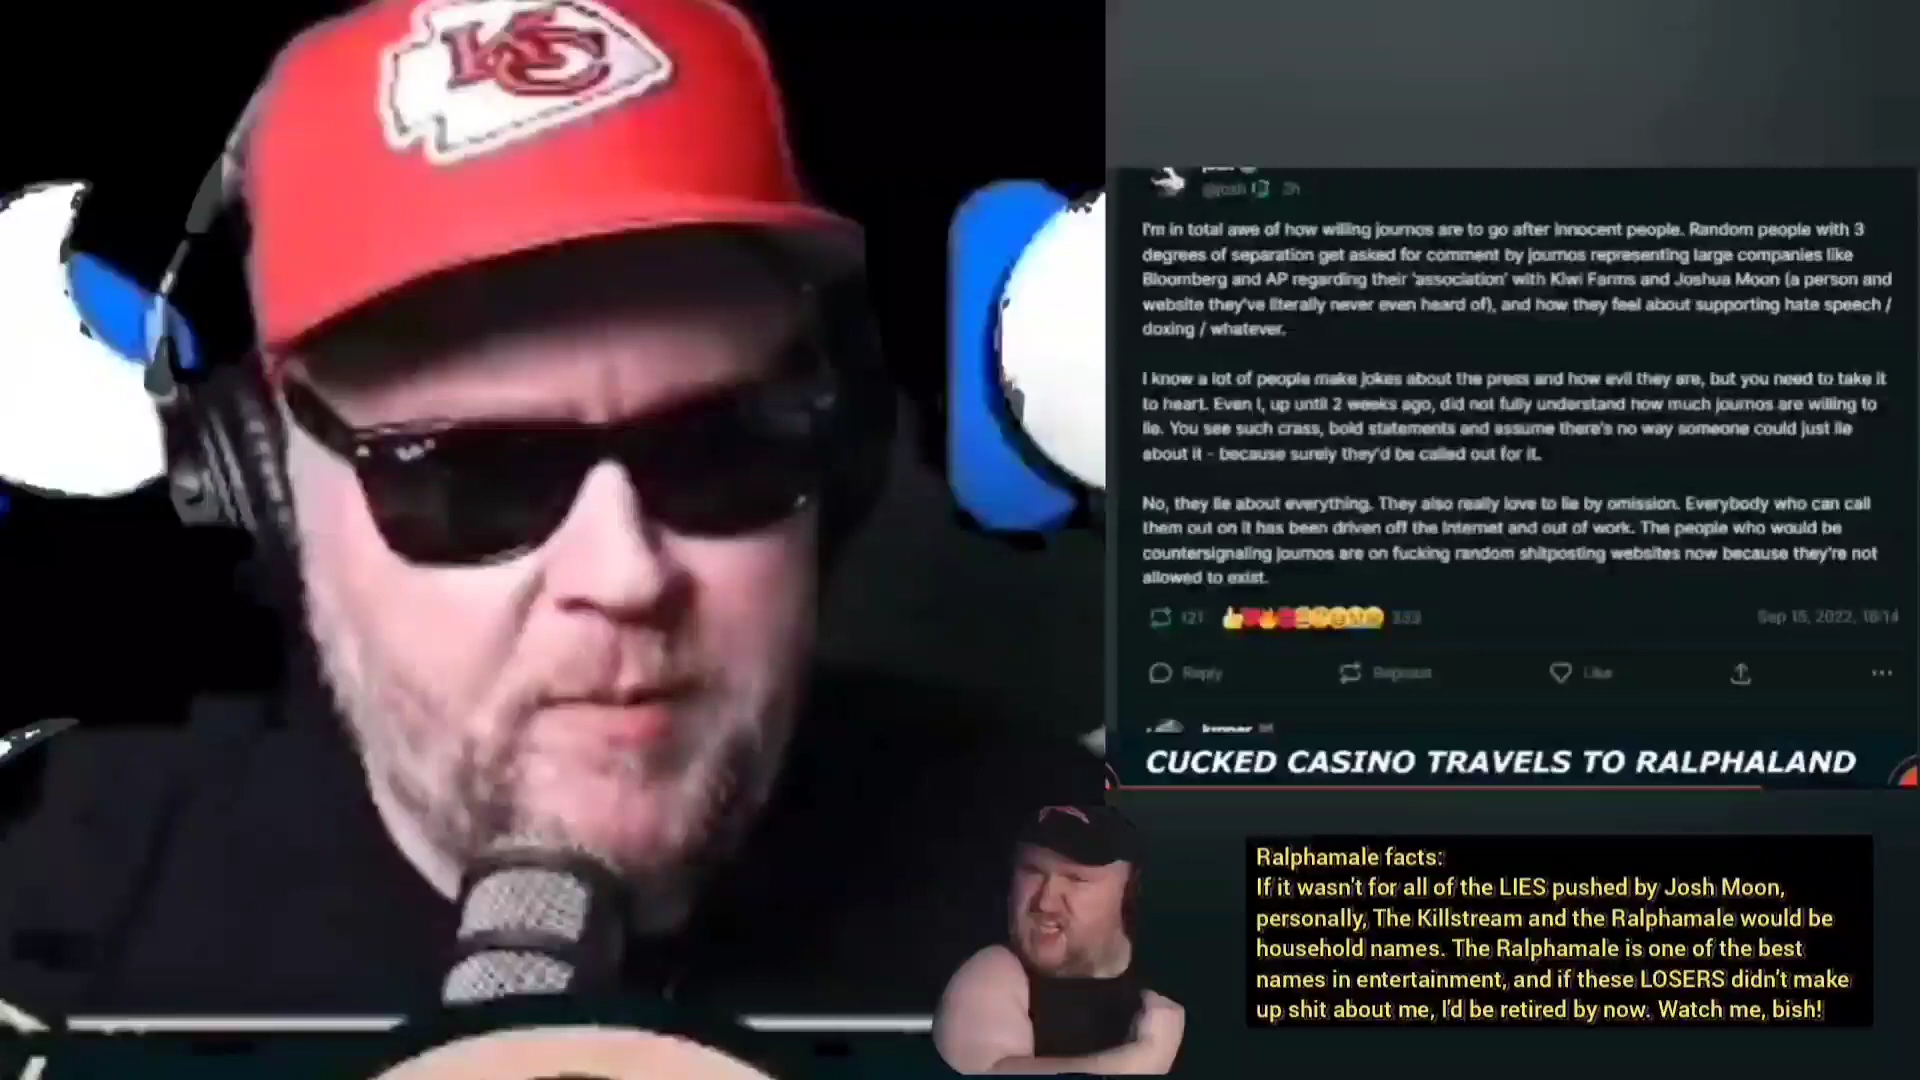 KC
@josh 2h
I'm in total awe of how willing journos are to go after innocent people. Random people with 3
degrees of separation get asked for comment by journos representing large companies like
Bloomberg and AP regarding their 'association' with Kiwi Farms and Joshua Moon (a person and
website they've literally never even heard of), and how they feel about supporting hate speech /
doxing / whatever.
I know a lot of people make jokes about the press and how evil they are, but you need to take it
to heart. Even I, up until 2 weeks ago, did not fully understand how much journos are willing to
lie. You see such crass, bold statements and assume there's no way someone could just lie
about it - because surely they'd be called out for it.
No, they lie about everything. They also really love to lie by omission. Everybody who can call
them out on it has been driven off the Internet and out of work. The people who would be
countersignaling journos are on fucking random shitposting websites now because they're not
allowed to exist.
121 333 Sep 15, 2022, 16:14
Reply Repost Like
CUCKED CASINO TRAVELS TO RALPHALAND
Ralphamale facts:
If it wasn't for all of the LIES pushed by Josh Moon,
personally, The Killstream and the Ralphamale would be
household names. The Ralphamale is one of the best
names in entertainment, and if these LOSERS didn't make
up shit about me, I'd be retired by now. Watch me, bish!